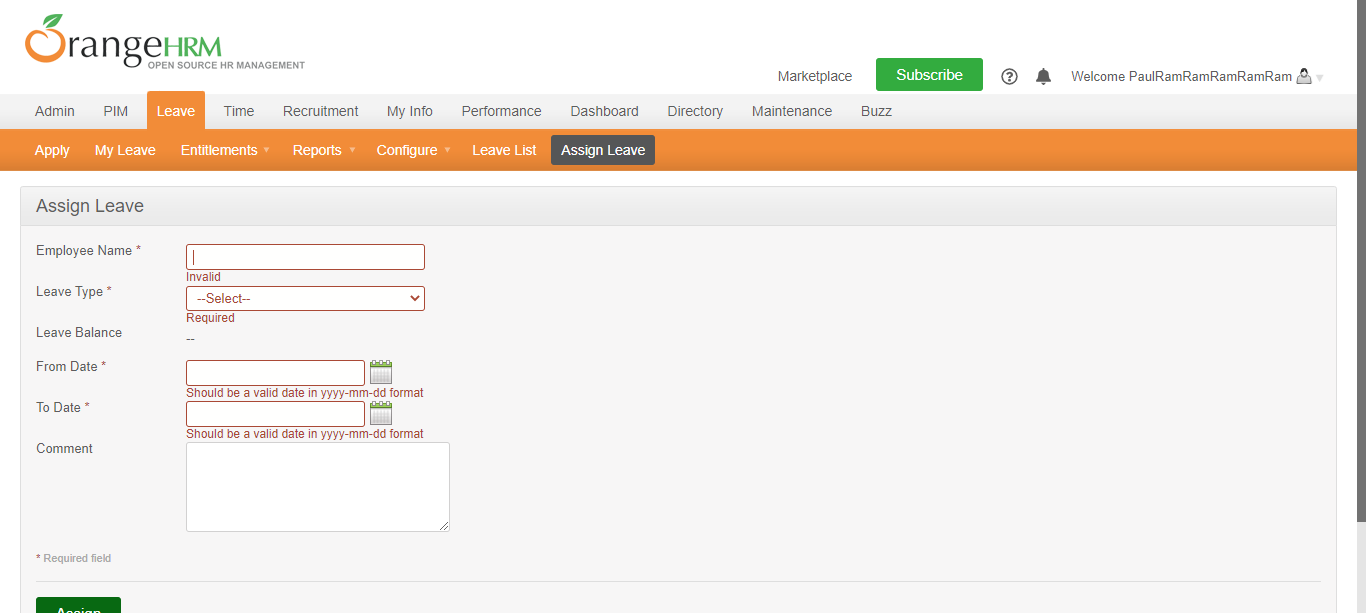 OrangeHRM
OPEN SOURCE HR MANAGEMENT
Marketplace Subscribe ? Welcome PaulRamRamRamRamRam
Admin PIM Leave Time Recruitment My Info Performance Dashboard Directory Maintenance Buzz
Apply My Leave Entitlements Reports Configure Leave List Assign Leave
Assign Leave
Employee Name *
Invalid
Leave Type * --Select--
Required
Leave Balance --
From Date *
Should be a valid date in yyyy-mm-dd format
To Date *
Should be a valid date in yyyy-mm-dd format
Comment
* Required field
Assign